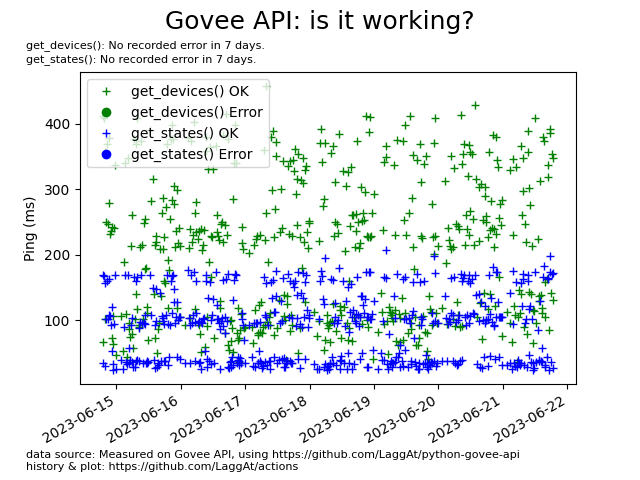 Govee API: is it working?
get_devices(): No recorded error in 7 days.
get_states(): No recorded error in 7 days.
get_devices() OK
get_devices() Error
get_states() OK
get_states() Error
Ping (ms)
400
300
200
100
2023-06-15
2023-06-16
2023-06-17
2023-06-18
2023-06-19
2023-06-20
2023-06-21
2023-06-22
data source: Measured on Govee API, using https://github.com/LaggAt/python-govee-api
history & plot: https://github.com/LaggAt/actions